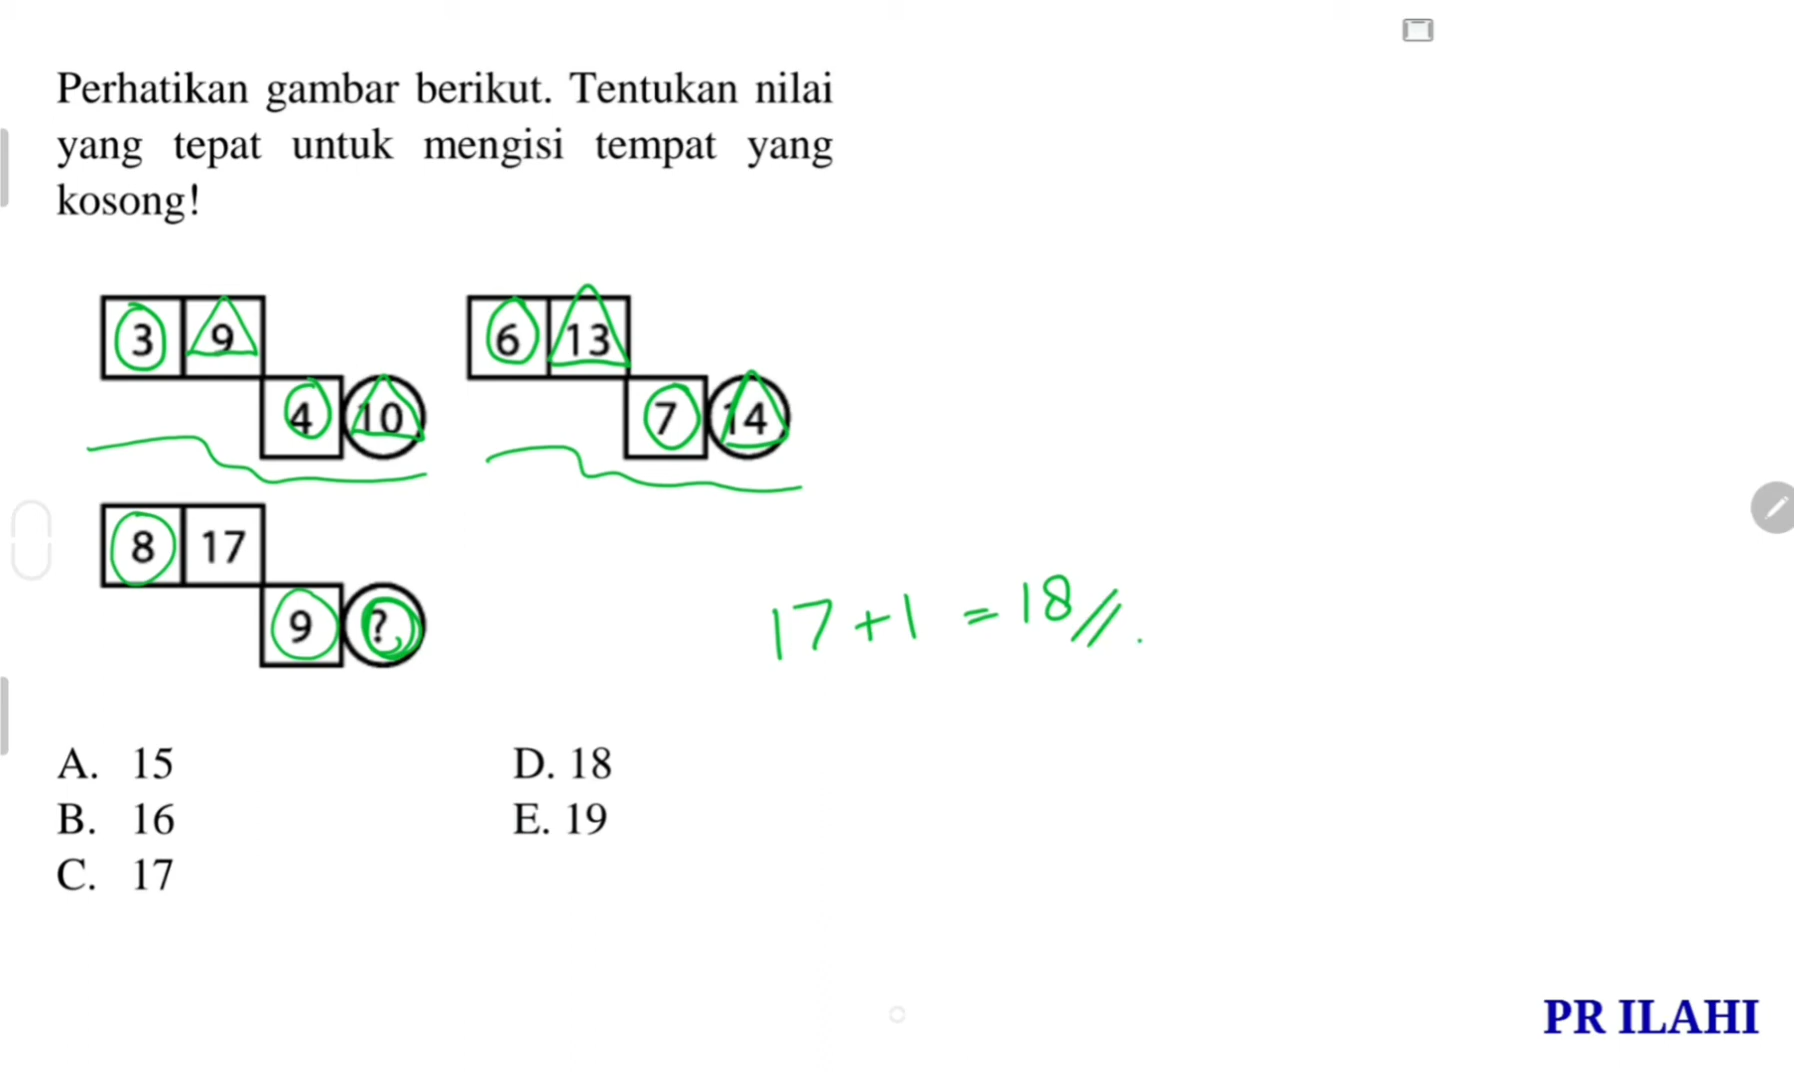 Perhatikan gambar berikut. Tentukan nilai
yang tepat untuk mengisi tempat yang
kosong!
3 9
4 10
6 13
7 14
8 17
9 ?
17 + 1 = 18 //.
A. 15
B. 16
C. 17
D. 18
E. 19
PR ILAHI